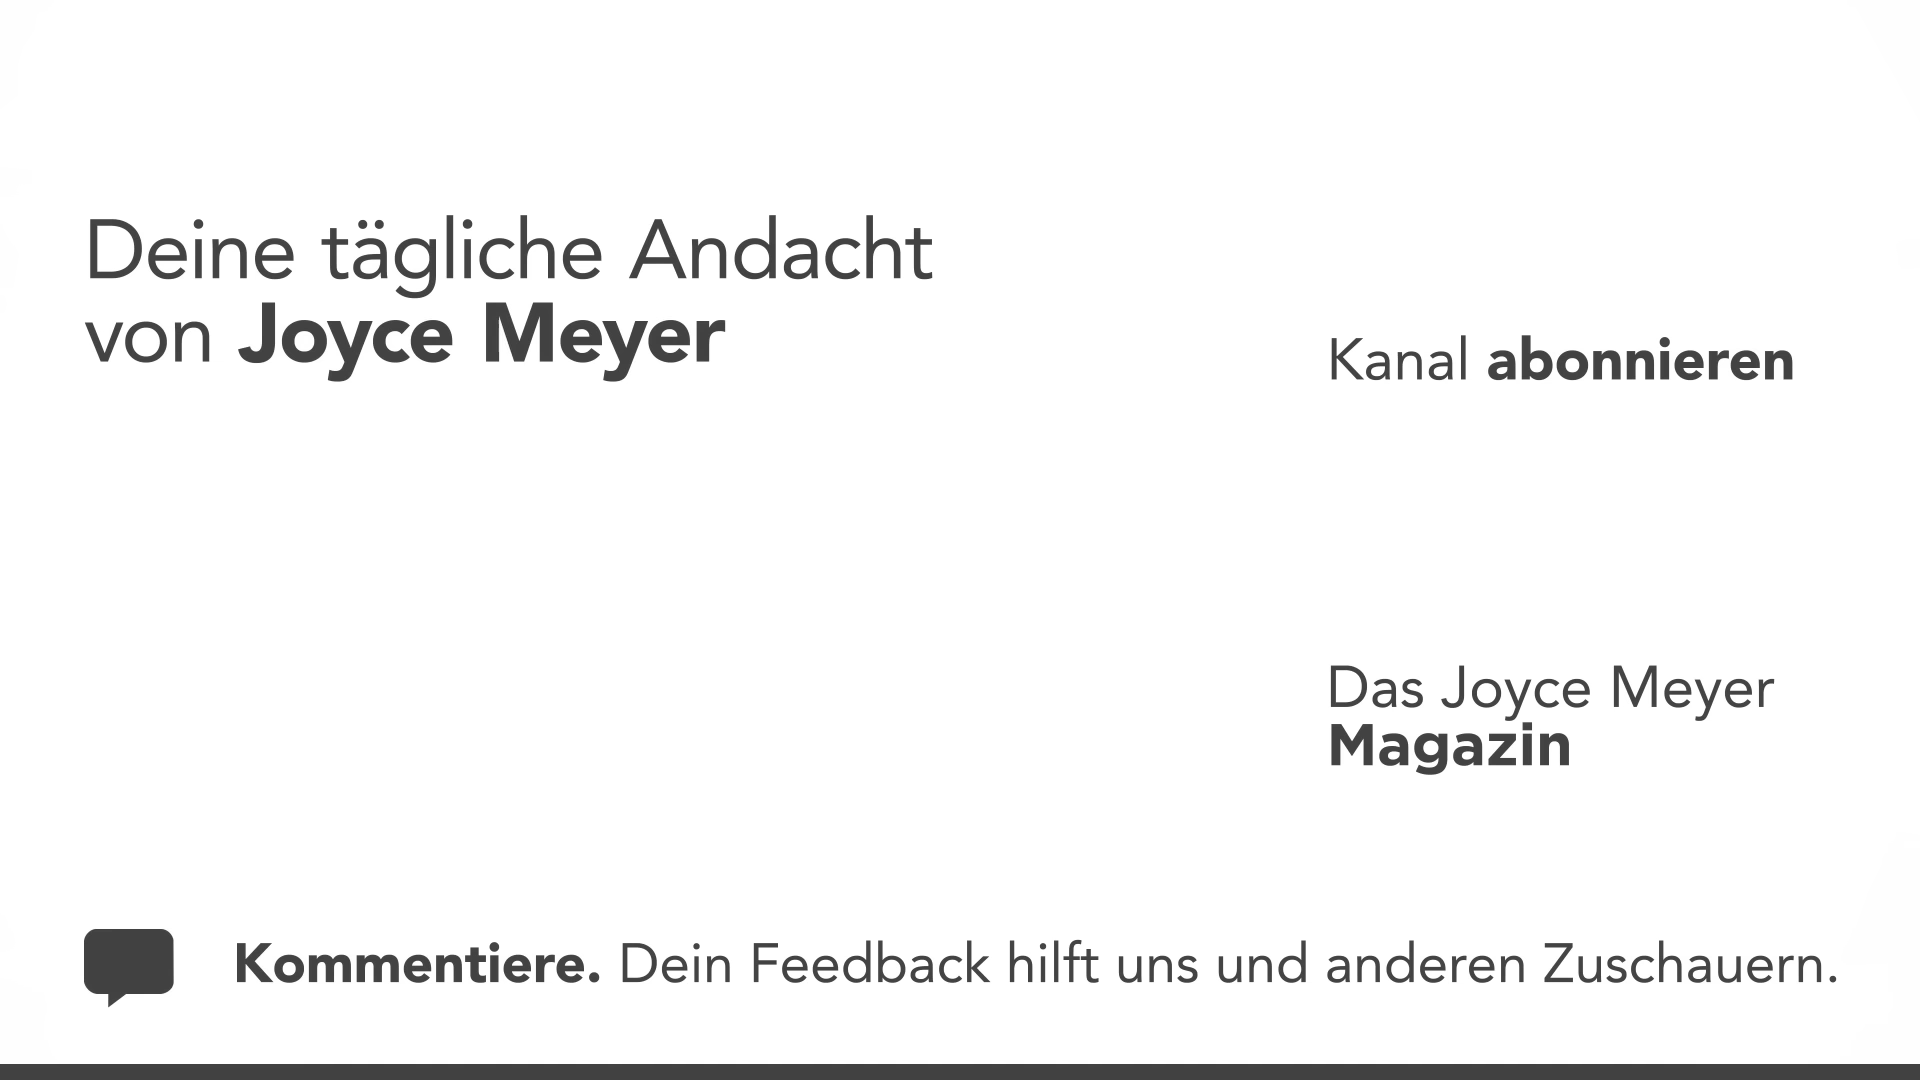 Deine tägliche Andacht
von Joyce Meyer
Kanal abonnieren
Das Joyce Meyer
Magazin
Kommentiere. Dein Feedback hilft uns und anderen Zuschauern.